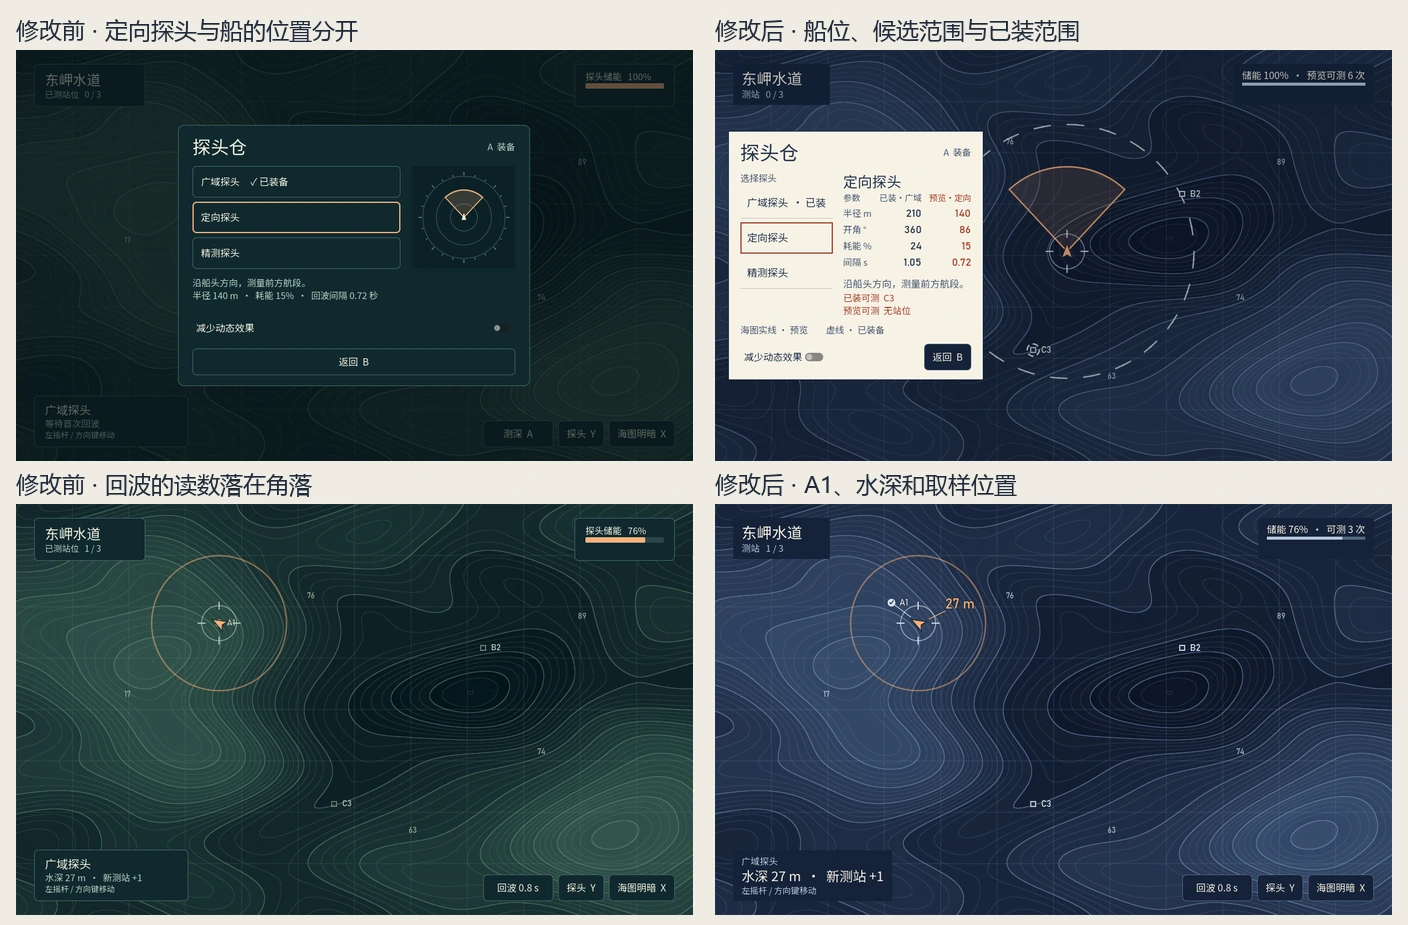 修改前 · 定向探头与船的位置分开
东岬水道
已测站位 0 / 3
探头储能 100%
探头仓
A 装备
广域探头 ✓已装备
定向探头
精测探头
沿船头方向，测量前方航段。
半径 140 m · 耗能 15% · 回波间隔 0.72 秒
减少动态效果
返回 B
89
77
74
广域探头
等待首次回波
左摇杆 / 方向键移动
测深 A
探头 Y
海图明暗 X
修改后 · 船位、候选范围与已装范围
东岬水道
测站 0 / 3
储能 100% · 预览可测 6 次
探头仓
A 装备
选择探头
广域探头 · 已装
定向探头
精测探头
定向探头
参数 已装・广域 预览・定向
半径 m 210 140
开角 ° 360 86
耗能 % 24 15
间隔 s 1.05 0.72
沿船头方向，测量前方航段。
已装可测 C3
预览可测 无站位
海图实线 · 预览 虚线 · 已装备
减少动态效果
返回 B
76
89
B2
74
C3
63
修改前 · 回波的读数落在角落
东岬水道
已测站位 1 / 3
探头储能 76%
76
89
A1
B2
17
74
C3
63
广域探头
水深 27 m · 新测站 +1
左摇杆 / 方向键移动
回波 0.8 s
探头 Y
海图明暗 X
修改后 · A1、水深和取样位置
东岬水道
测站 1 / 3
储能 76% · 可测 3 次
76
89
A1
27 m
B2
17
74
C3
63
广域探头
水深 27 m · 新测站 +1
左摇杆 / 方向键移动
回波 0.8 s
探头 Y
海图明暗 X